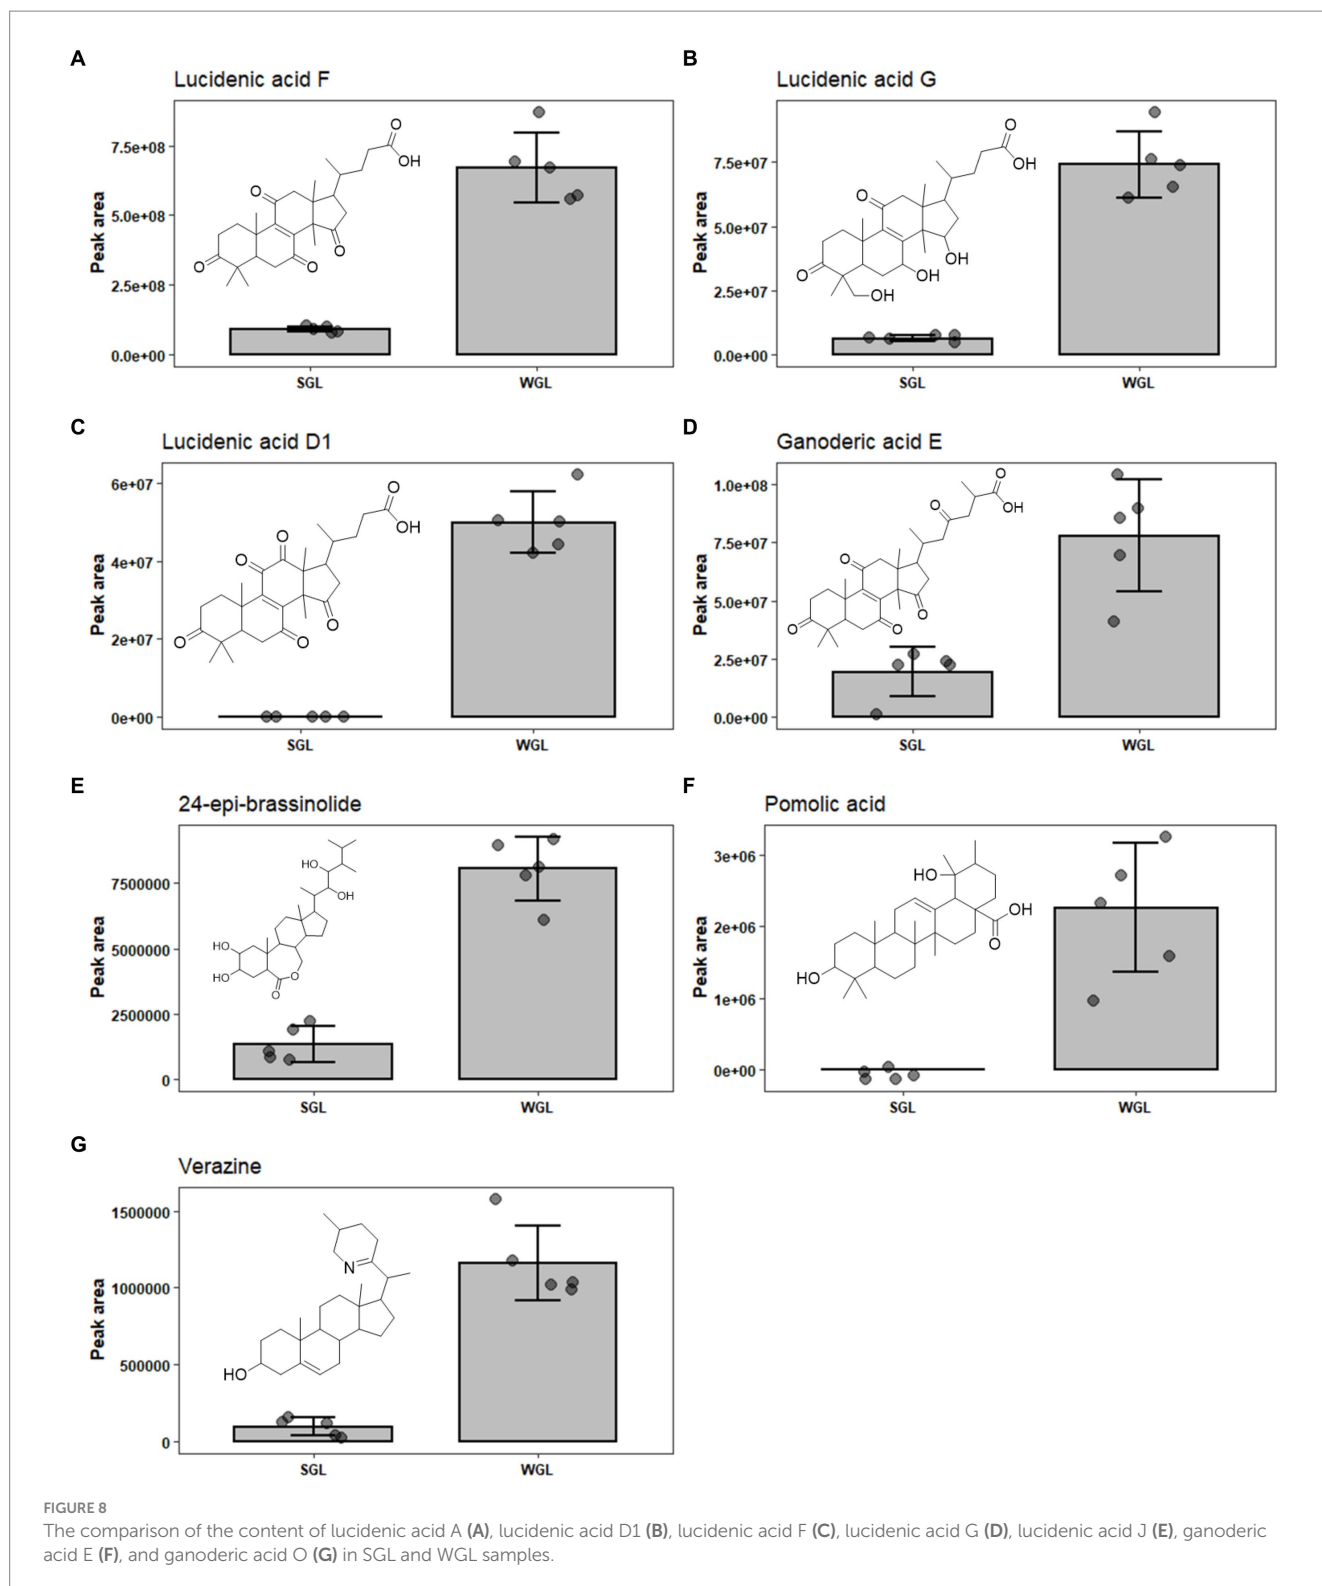 A
Lucidenic acid F
Peak area
7.5e+08
5.0e+08
2.5e+08
0.0e+00
O
OH
O
O
O
O
SGL
WGL
B
Lucidenic acid G
Peak area
7.5e+07
5.0e+07
2.5e+07
0.0e+00
O
OH
O
OH
O
OH
OH
SGL
WGL
C
Lucidenic acid D1
Peak area
6e+07
4e+07
2e+07
0e+00
O
OH
O
O
O
O
O
SGL
WGL
D
Ganoderic acid E
Peak area
1.0e+08
7.5e+07
5.0e+07
2.5e+07
0.0e+00
O
O
OH
O
O
O
O
SGL
WGL
E
24-epi-brassinolide
Peak area
7500000
5000000
2500000
0
HO
OH
HO
HO
O
O
SGL
WGL
F
Pomolic acid
Peak area
3e+06
2e+06
1e+06
0e+00
HO
OH
O
HO
SGL
WGL
G
Verazine
Peak area
1500000
1000000
500000
0
N
HO
SGL
WGL
FIGURE 8
The comparison of the content of lucidenic acid A (A), lucidenic acid D1 (B), lucidenic acid F (C), lucidenic acid G (D), lucidenic acid J (E), ganoderic
acid E (F), and ganoderic acid O (G) in SGL and WGL samples.